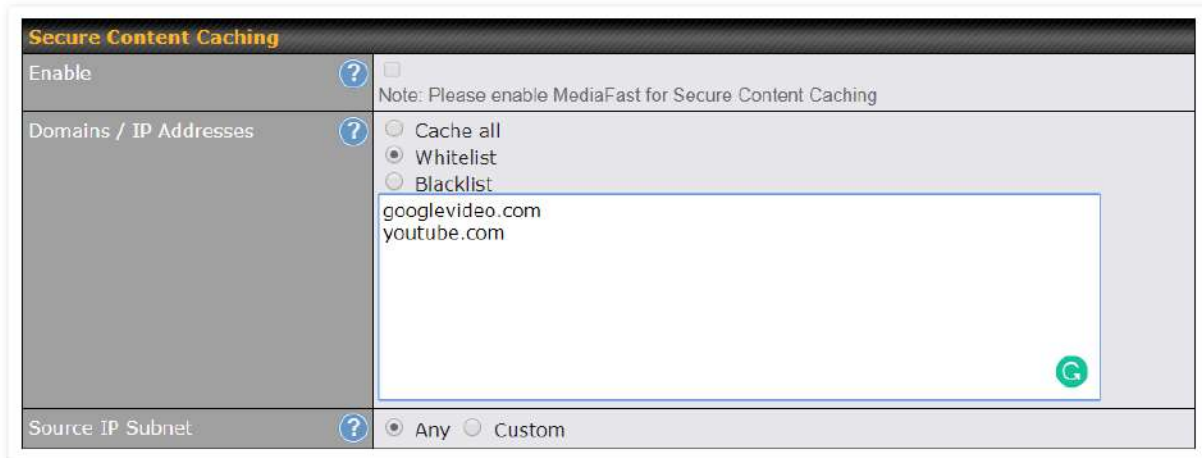 Secure Content Caching
Enable ?
Note: Please enable MediaFast for Secure Content Caching
Domains / IP Addresses ? Cache all
Whitelist
Blacklist
googlevideo.com
youtube.com
G
Source IP Subnet ? Any Custom